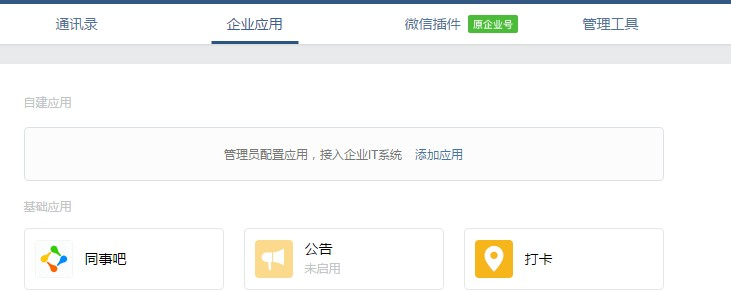 通讯录 企业应用 微信插件 原企业号 管理工具
自建应用
管理员配置应用，接入企业IT系统 添加应用
基础应用
同事吧 公告 打卡
未启用